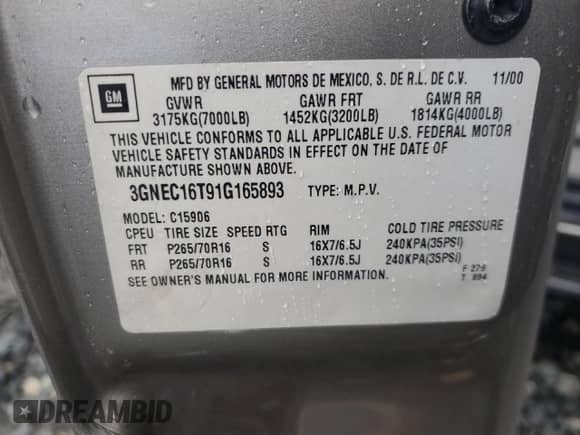 GM
MFD BY GENERAL MOTORS DE MEXICO, S. DE R.L. DE C.V. 11/00
GVWR GAWR FRT GAWR RR
3175KG(7000LB) 1452KG(3200LB) 1814KG(4000LB)
THIS VEHICLE CONFORMS TO ALL APPLICABLE U.S. FEDERAL MOTOR
VEHICLE SAFETY STANDARDS IN EFFECT ON THE DATE OF
MANUFACTURE SHOWN ABOVE.
3GNEC16T91G165893 TYPE: M.P.V.
MODEL: C15906
CPEU TIRE SIZE SPEED RTG RIM COLD TIRE PRESSURE
FRT P265/70R16 S 16X7/6.5J 240KPA(35PSI)
RR P265/70R16 S 16X7/6.5J 240KPA(35PSI)
SEE OWNER'S MANUAL FOR MORE INFORMATION.
F 276
T 894
DREAMBID